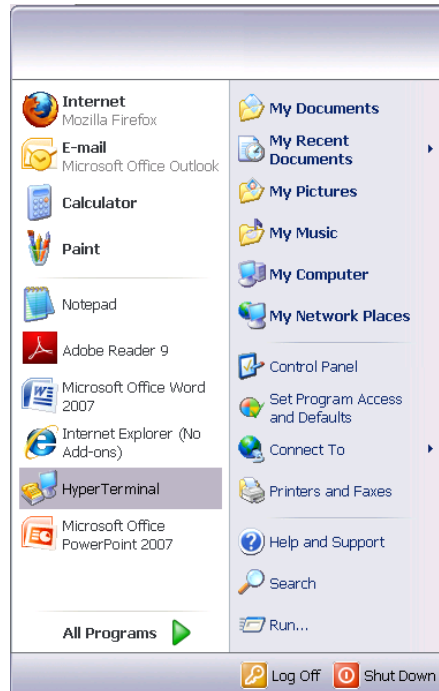 Internet
Mozilla Firefox
E-mail
Microsoft Office Outlook
Calculator
Paint
Notepad
Adobe Reader 9
Microsoft Office Word
2007
Internet Explorer (No
Add-ons)
HyperTerminal
Microsoft Office
PowerPoint 2007
All Programs
My Documents
My Recent
Documents
My Pictures
My Music
My Computer
My Network Places
Control Panel
Set Program Access
and Defaults
Connect To
Printers and Faxes
Help and Support
Search
Run...
Log Off
Shut Down